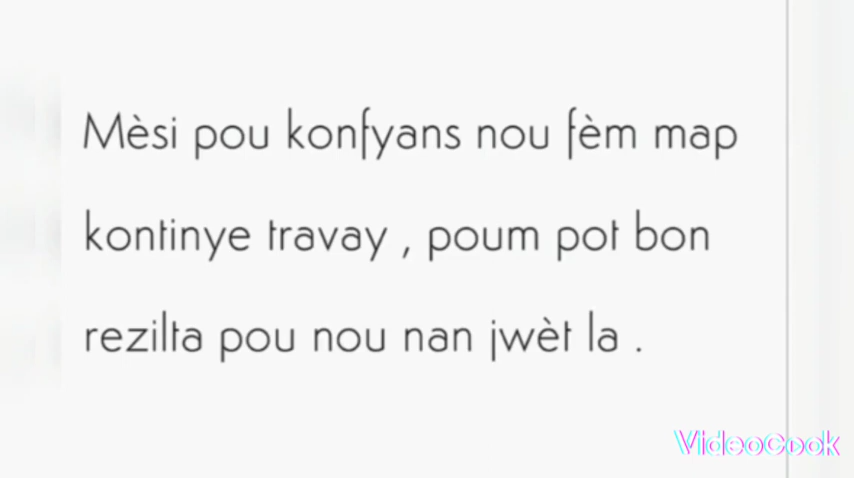 Mèsi pou konfyans nou fèm map
kontinye travay , poum pot bon
rezilta pou nou nan jwèt la .
VideoCook